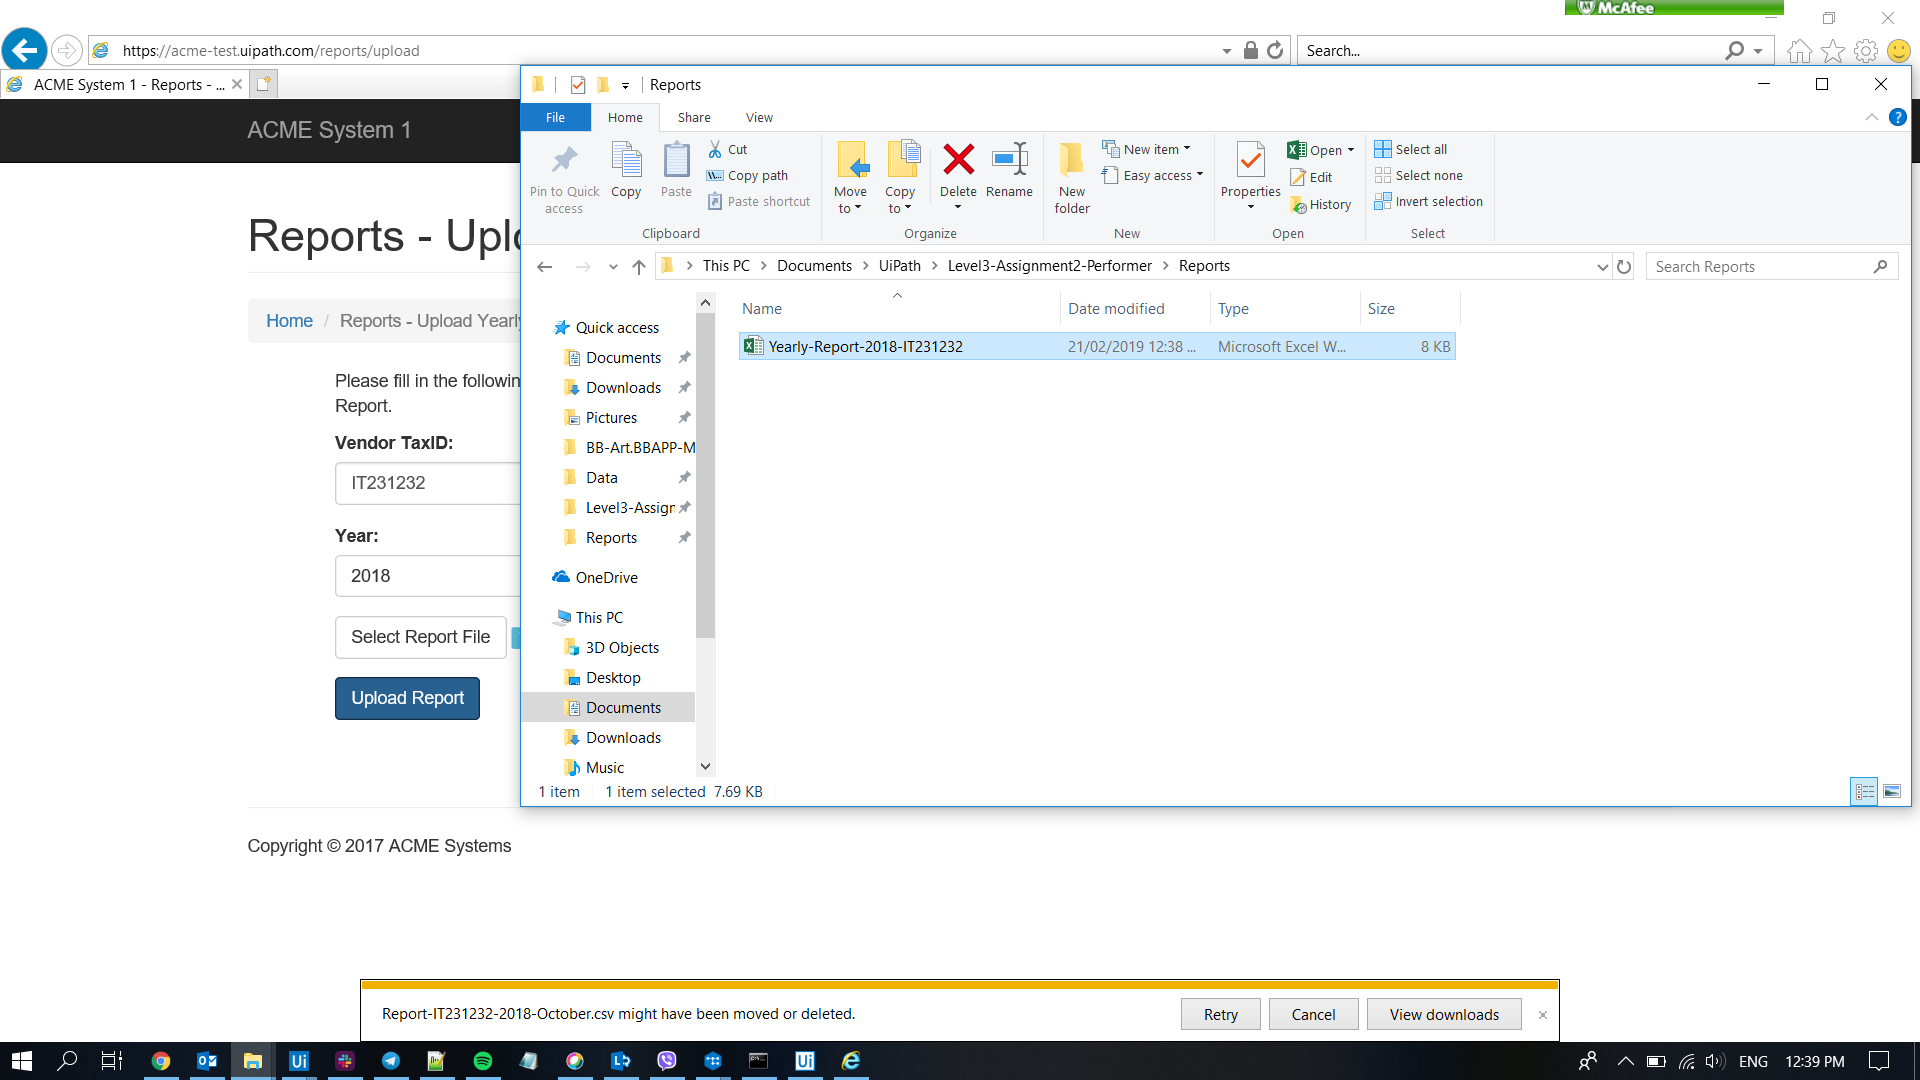 McAfee
https://acme-test.uipath.com/reports/upload
Search...
ACME System 1 - Reports - ...
Reports
File Home Share View
ACME System 1
Pin to Quick access
Copy
Paste
Cut
Copy path
Paste shortcut
Clipboard
Move to
Copy to
Delete
Rename
Organize
New folder
New item
Easy access
New
Properties
Open
Edit
History
Open
Select all
Select none
Invert selection
Select
This PC Documents UiPath Level3-Assignment2-Performer Reports
Search Reports
Name Date modified Type Size
Yearly-Report-2018-IT231232 21/02/2019 12:38 ... Microsoft Excel W... 8 KB
Quick access
Documents
Downloads
Pictures
BB-Art.BBAPP-M
Data
Level3-Assign
Reports
OneDrive
This PC
3D Objects
Desktop
Documents
Downloads
Music
1 item 1 item selected 7.69 KB
Reports - Uplo
Home / Reports - Upload Yearly
Please fill in the followin
Report.
Vendor TaxID:
IT231232
Year:
2018
Select Report File
Upload Report
Copyright © 2017 ACME Systems
Report-IT231232-2018-October.csv might have been moved or deleted.
Retry Cancel View downloads
ENG 12:39 PM